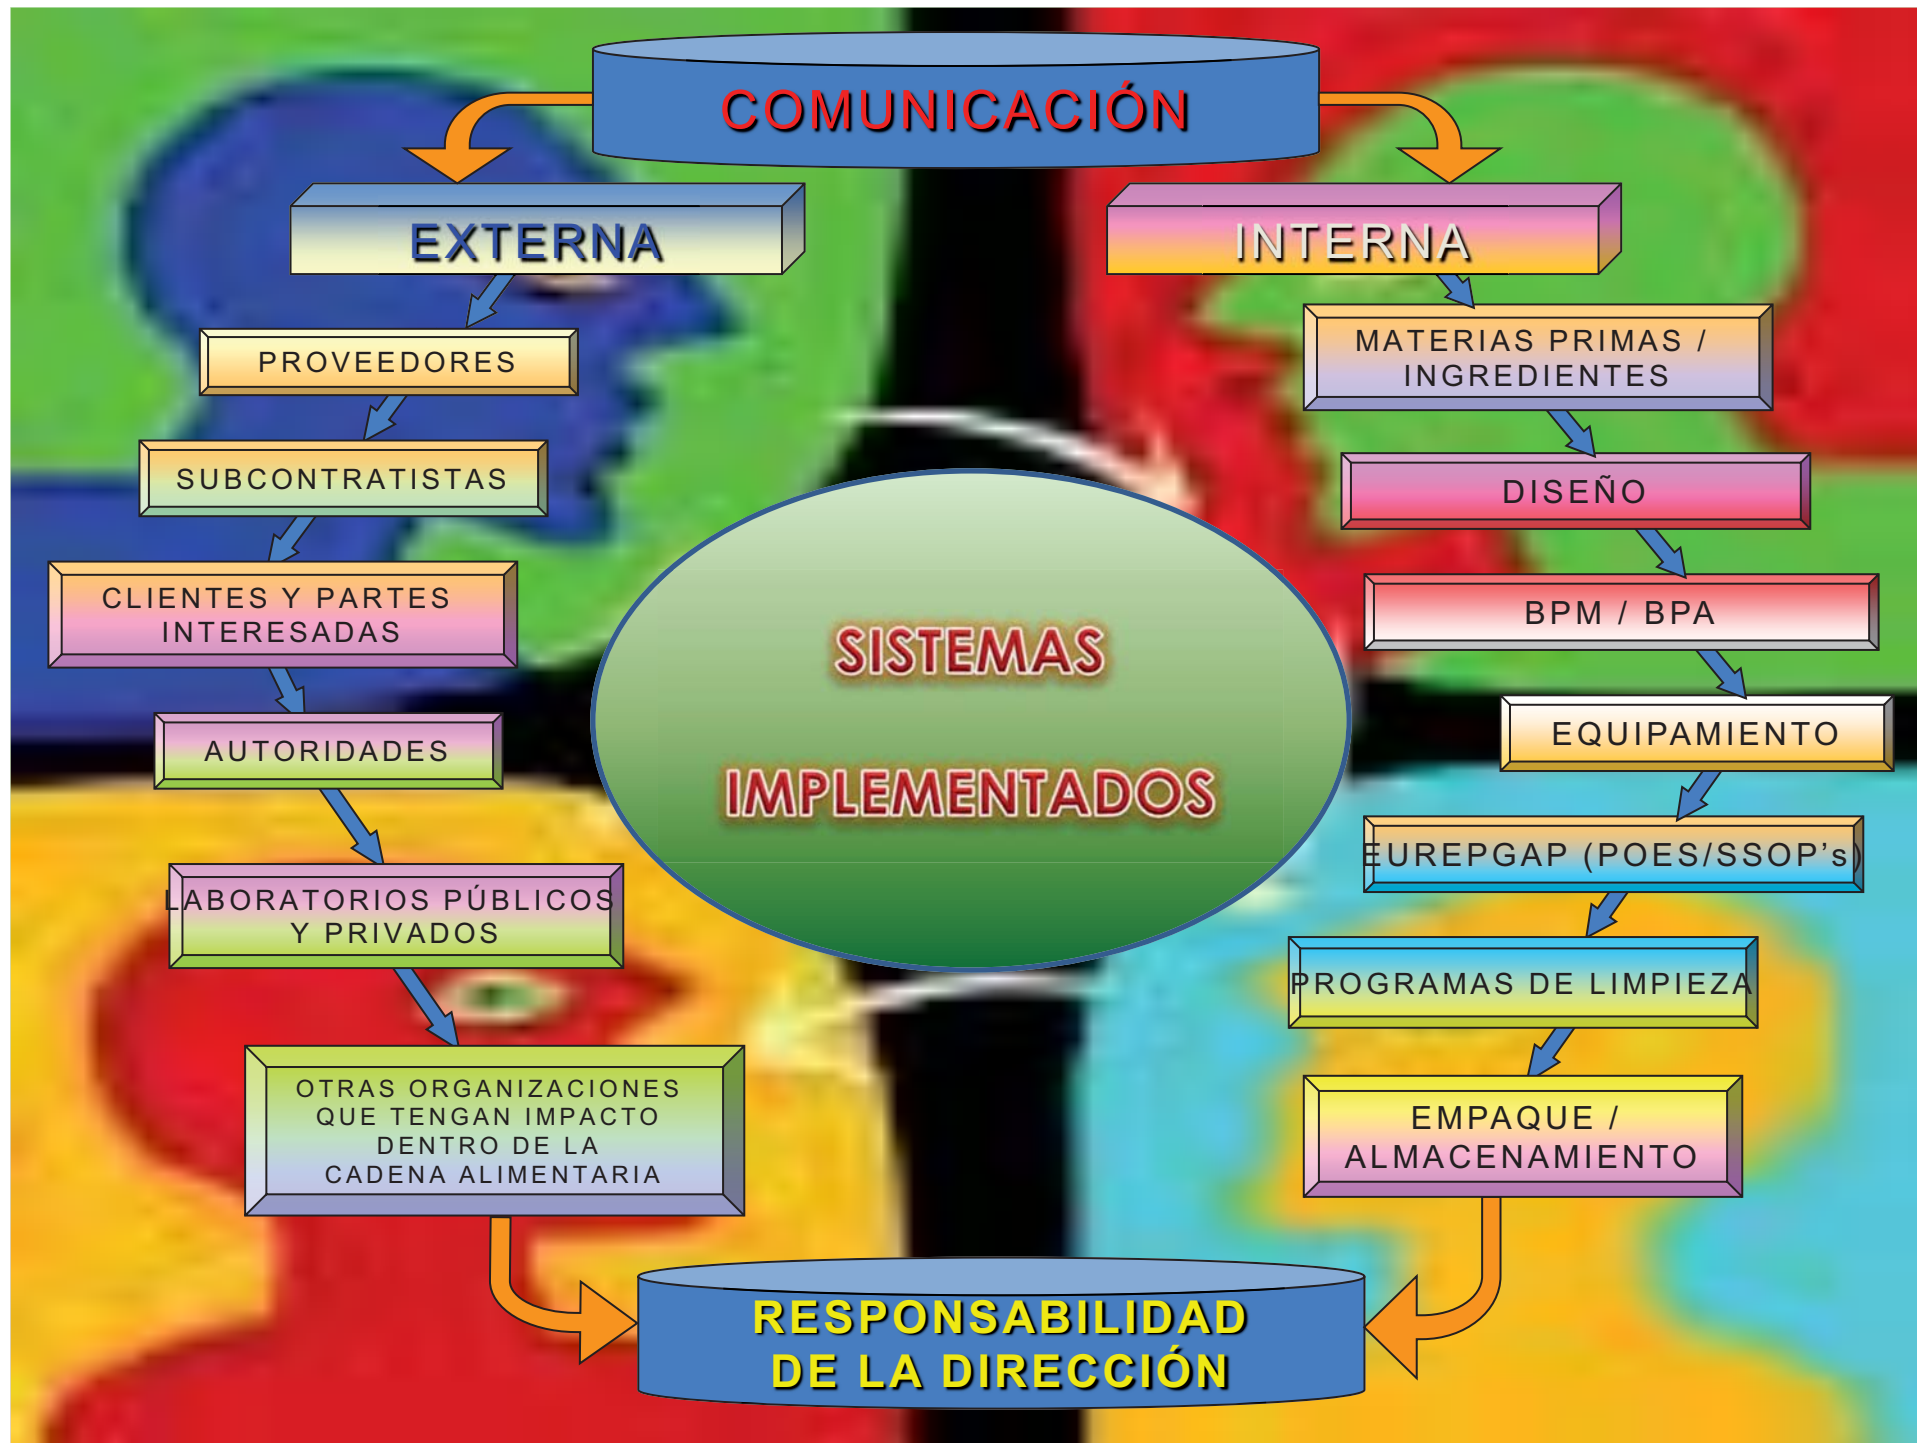 COMUNICACIÓN
EXTERNA
PROVEEDORES
SUBCONTRATISTAS
CLIENTES Y PARTES
INTERESADAS
AUTORIDADES
LABORATORIOS PÚBLICOS
Y PRIVADOS
OTRAS ORGANIZACIONES
QUE TENGAN IMPACTO
DENTRO DE LA
CADENA ALIMENTARIA
SISTEMAS
IMPLEMENTADOS
INTERNA
MATERIAS PRIMAS /
INGREDIENTES
DISEÑO
BPM / BPA
EQUIPAMIENTO
EUREPGAP (POES/SSOP's)
PROGRAMAS DE LIMPIEZA
EMPAQUE /
ALMACENAMIENTO
RESPONSABILIDAD
DE LA DIRECCIÓN